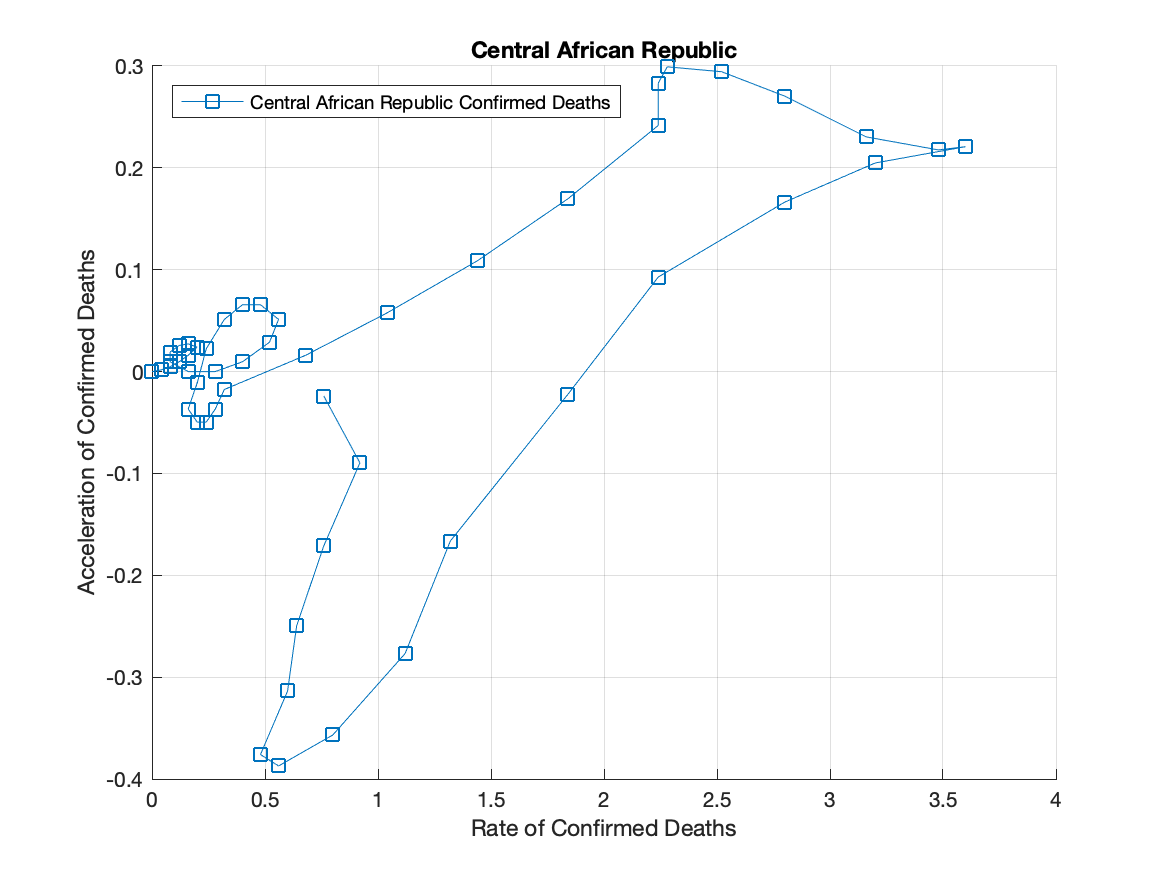 Central African Republic
Central African Republic Confirmed Deaths
0.3
0.2
0.1
0
-0.1
-0.2
-0.3
-0.4
Acceleration of Confirmed Deaths
0 0.5 1 1.5 2 2.5 3 3.5 4
Rate of Confirmed Deaths